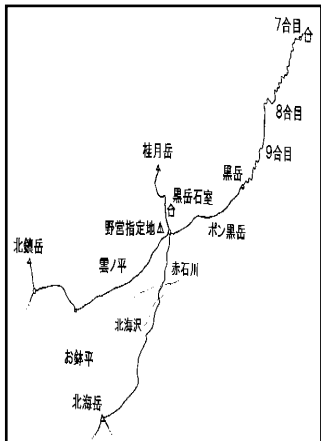 7合目
8合目
9合目
桂月岳
黒岳
黒岳石室
野営指定地
ポン黒岳
北鎮岳
雲ノ平
赤石川
北海沢
お鉢平
北海岳